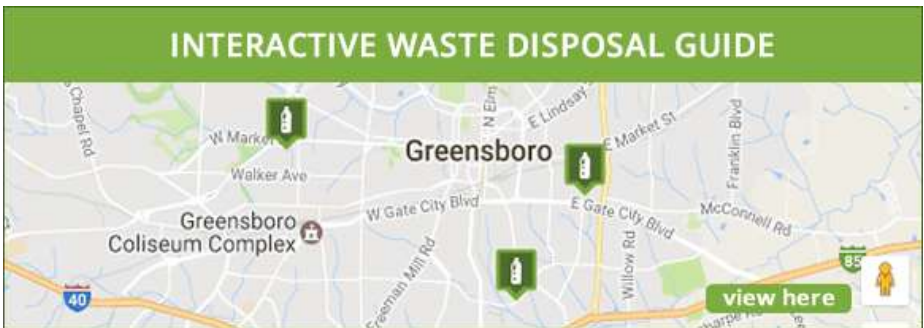 INTERACTIVE WASTE DISPOSAL GUIDE
Chapel Rd
N Elm
E Lindsay
W Market
E Market St
Franklin Blvd
Greensboro
Walker Ave
W Gate City Blvd
E Gate City Blvd
McConnell Rd
Greensboro
Coliseum Complex
Freeman Mill Rd
Willow Rd
85
40
view here